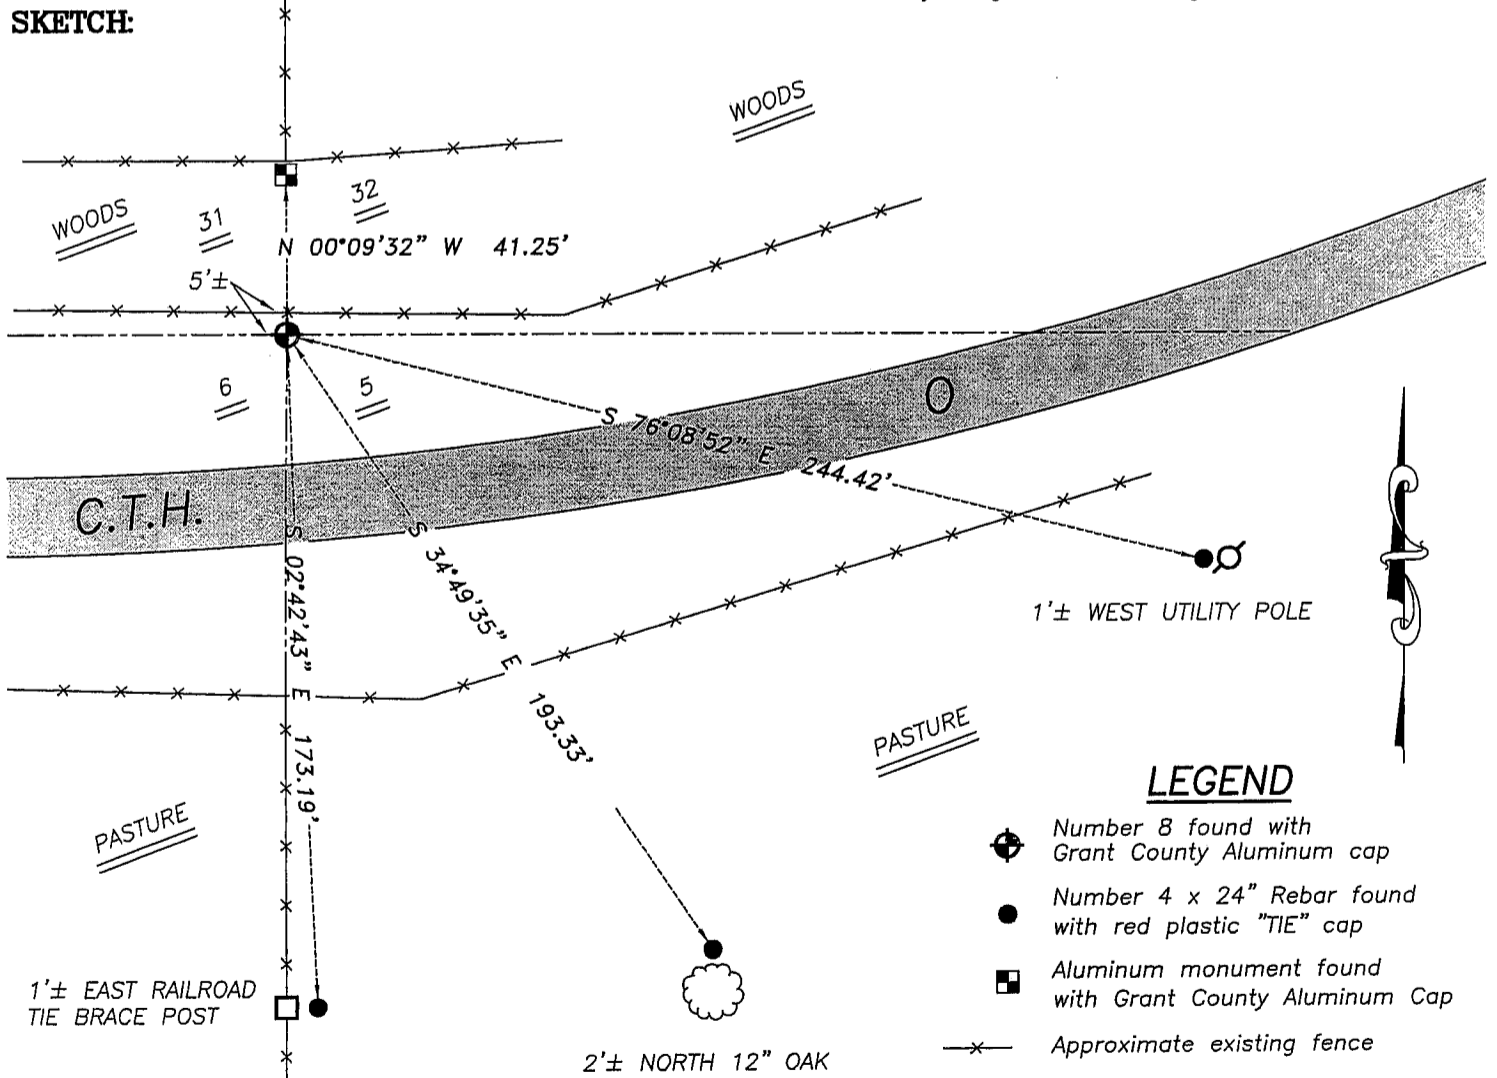 SKETCH:
WOODS
WOODS
31
32
N 00°09'32" W 41.25'
5'±
6
5
O
S 76°08'52" E 244.42'
C.T.H.
S 34°49'35" E 193.33'
S 02°42'43" E 173.19'
1'± WEST UTILITY POLE
PASTURE
PASTURE
LEGEND
Number 8 found with
Grant County Aluminum cap
Number 4 x 24" Rebar found
with red plastic "TIE" cap
Aluminum monument found
with Grant County Aluminum Cap
Approximate existing fence
1'± EAST RAILROAD
TIE BRACE POST
2'± NORTH 12" OAK